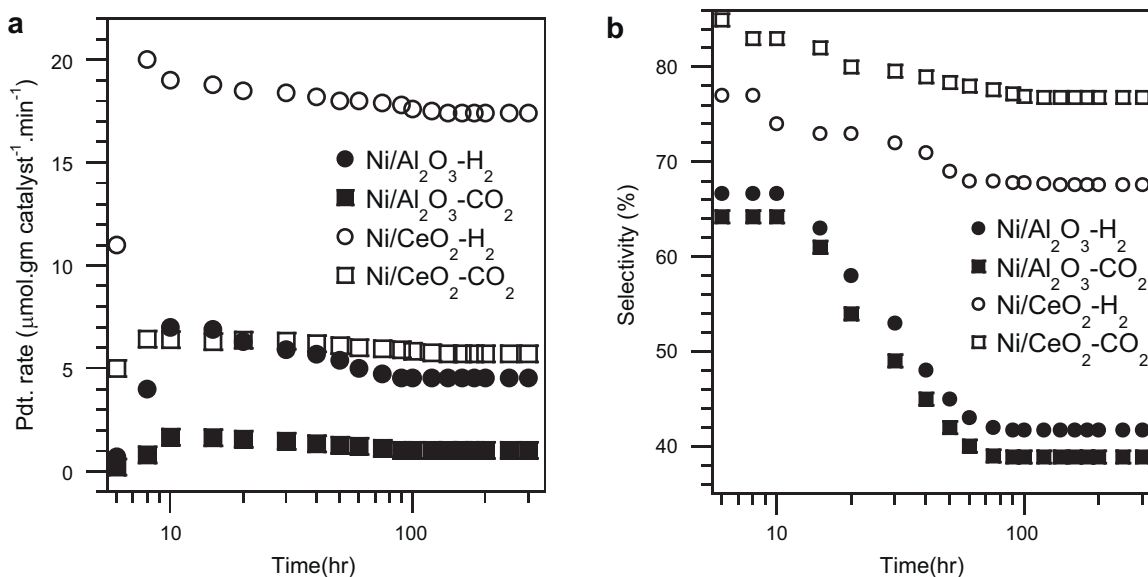 a
Pdt. rate (μmol.gm catalyst⁻¹.min⁻¹)
20
15
10
5
0
Ni/Al₂O₃-H₂
Ni/Al₂O₃-CO₂
Ni/CeO₂-H₂
Ni/CeO₂-CO₂
10
100
Time(hr)
b
Selectivity (%)
80
70
60
50
40
Ni/Al₂O₃-H₂
Ni/Al₂O₃-CO₂
Ni/CeO₂-H₂
Ni/CeO₂-CO₂
10
100
Time(hr)